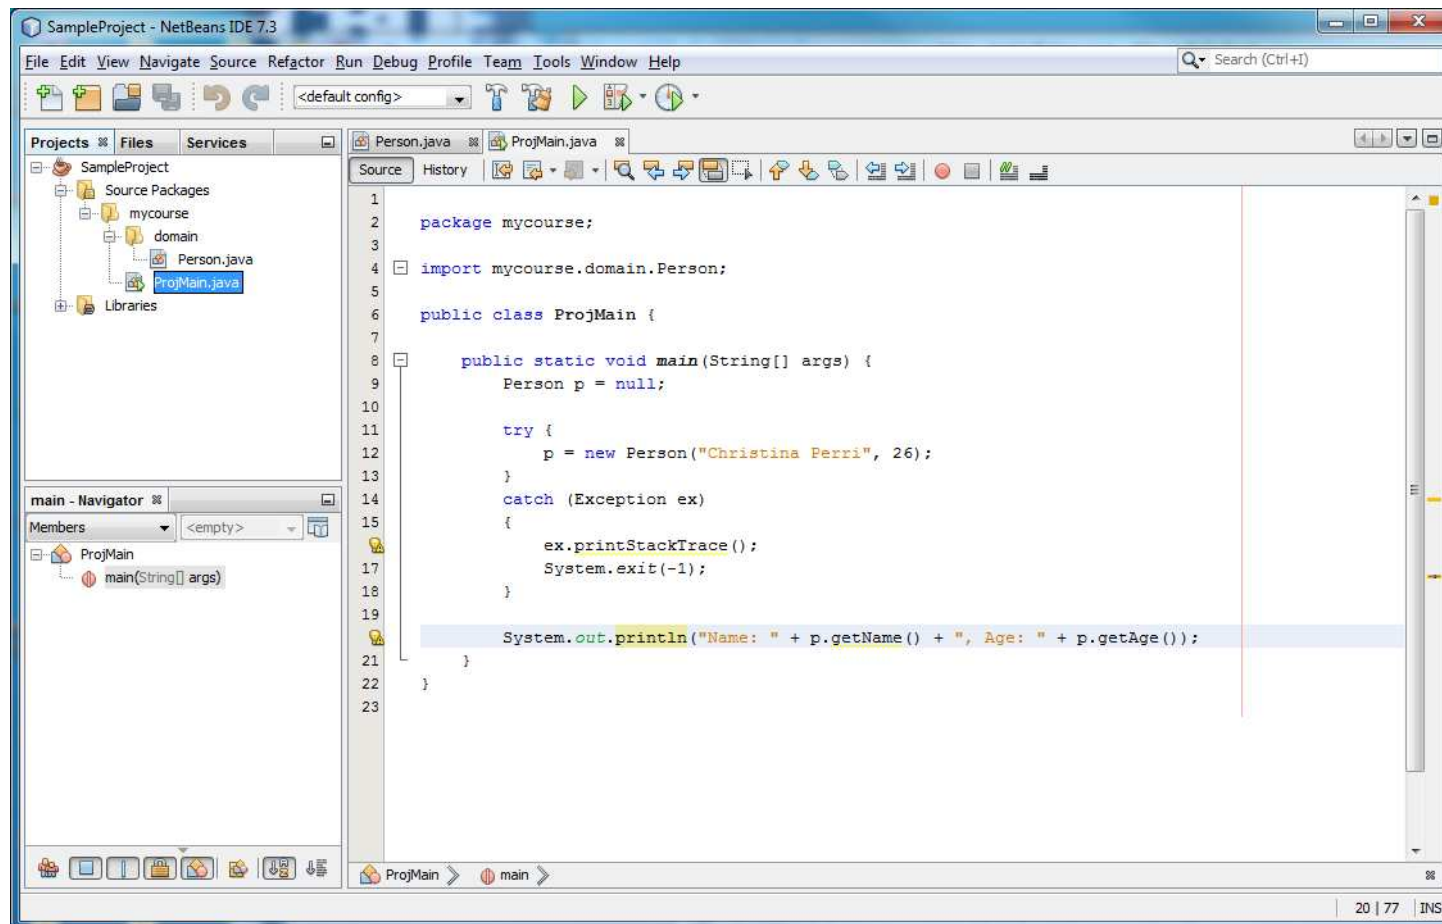 SampleProject - NetBeans IDE 7.3
File Edit View Navigate Source Refactor Run Debug Profile Team Tools Window Help
Search (Ctrl+I)
<default config>
Projects Files Services
SampleProject
Source Packages
mycourse
domain
Person.java
ProjMain.java
Libraries
main - Navigator
Members <empty>
ProjMain
main(String[] args)
Person.java ProjMain.java
Source History
1
2 package mycourse;
3
4 import mycourse.domain.Person;
5
6 public class ProjMain {
7
8 public static void main(String[] args) {
9 Person p = null;
10
11 try {
12 p = new Person("Christina Perri", 26);
13 }
14 catch (Exception ex)
15 {
ex.printStackTrace();
17 System.exit(-1);
18 }
19
System.out.println("Name: " + p.getName() + ", Age: " + p.getAge());
21 }
22 }
23
ProjMain main
20 | 77 INS